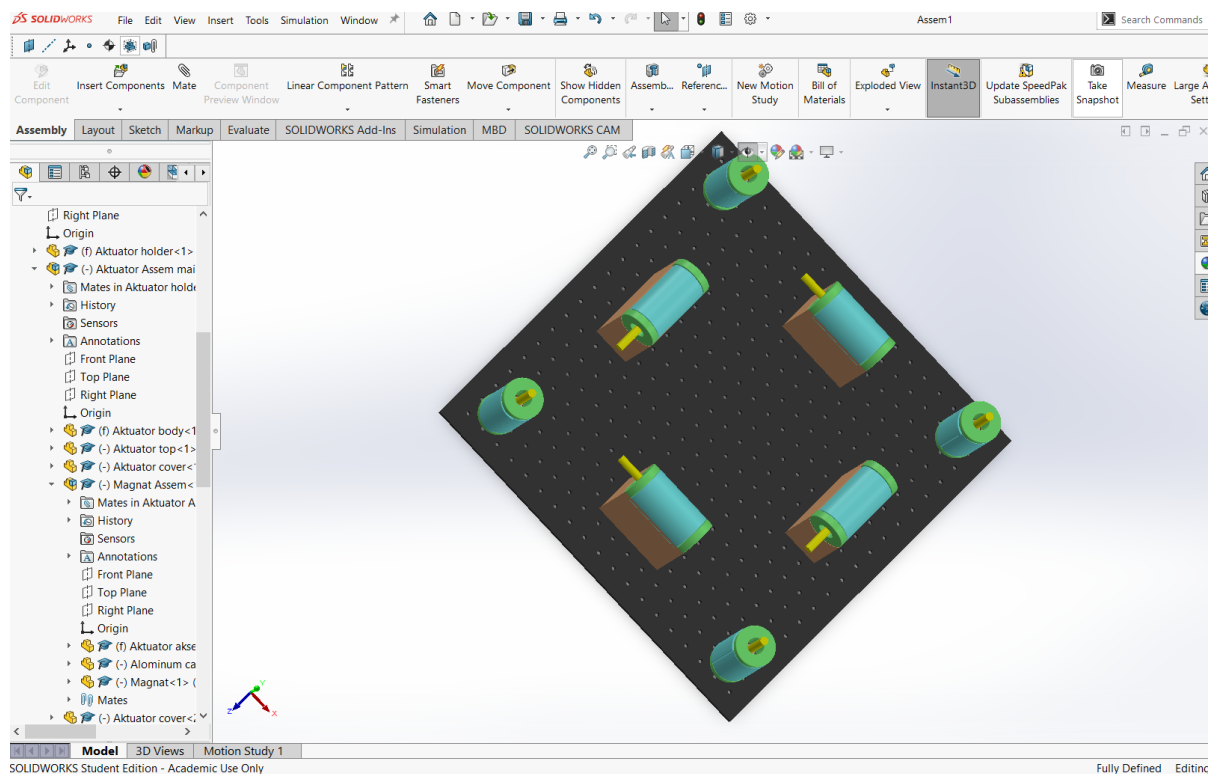 SOLIDWORKS File Edit View Insert Tools Simulation Window Assem1 Search Commands
Edit Component Insert Components Mate Component Preview Window Linear Component Pattern Smart Fasteners Move Component Show Hidden Components Assemb... Referenc... New Motion Study Bill of Materials Exploded View Instant3D Update SpeedPak Subassemblies Take Snapshot Measure Large A Sett
Assembly Layout Sketch Markup Evaluate SOLIDWORKS Add-Ins Simulation MBD SOLIDWORKS CAM
Right Plane
Origin
(f) Aktuator holder<1>
(-) Aktuator Assem mai
Mates in Aktuator holde
History
Sensors
Annotations
Front Plane
Top Plane
Right Plane
Origin
(f) Aktuator body<1
(-) Aktuator top<1>
(-) Aktuator cover<
(-) Magnat Assem<
Mates in Aktuator A
History
Sensors
Annotations
Front Plane
Top Plane
Right Plane
Origin
(f) Aktuator akse
(-) Alominum ca
(-) Magnat<1> (
Mates
(-) Aktuator cover<2
Z Y X
Model 3D Views Motion Study 1
SOLIDWORKS Student Edition - Academic Use Only Fully Defined Editing